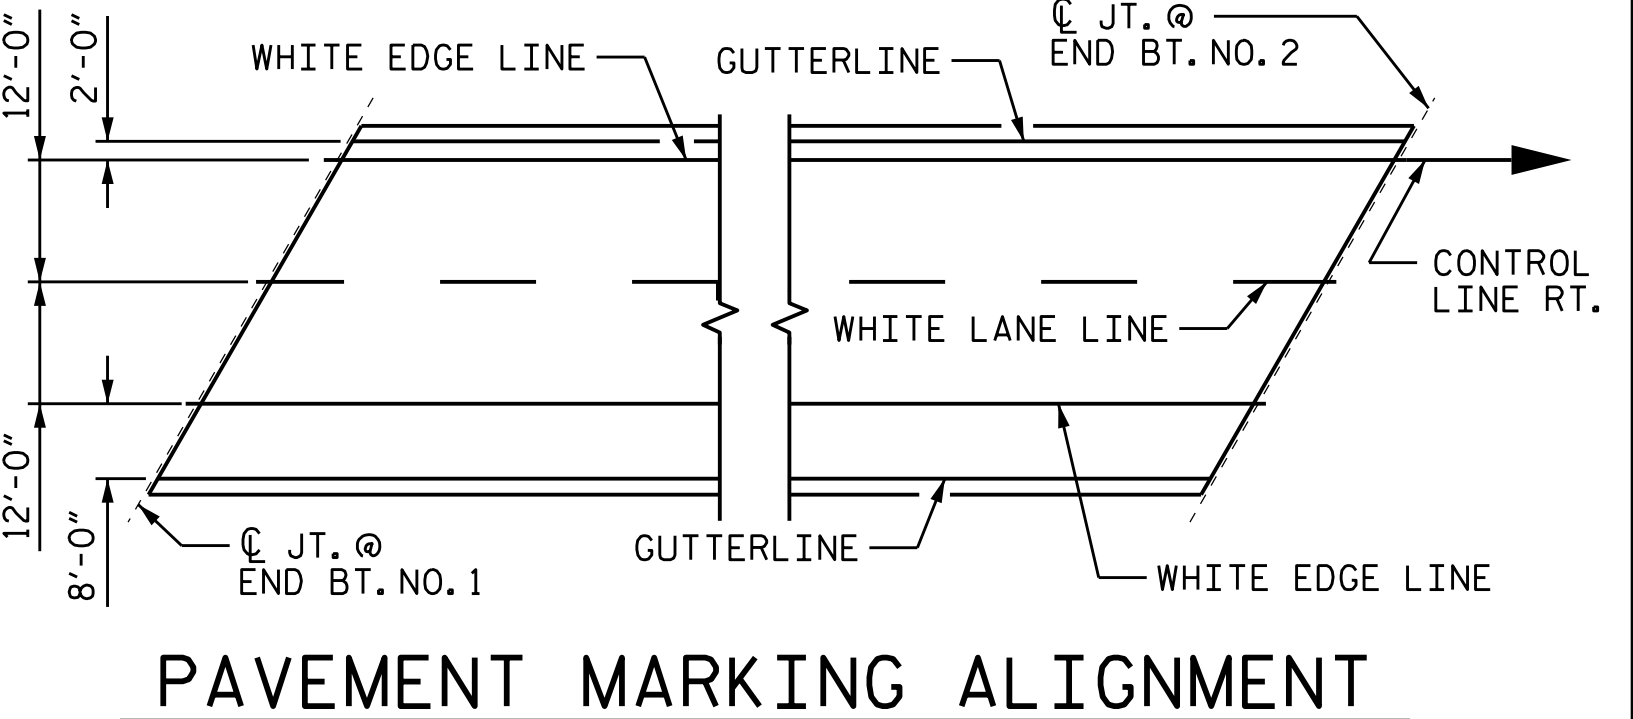 ℄ JT. @
END BT. NO. 2
12'-0"
2'-0"
WHITE EDGE LINE
GUTTERLINE
CONTROL
LINE RT.
WHITE LANE LINE
12'-0"
8'-0"
℄ JT. @
END BT. NO. 1
GUTTERLINE
WHITE EDGE LINE
PAVEMENT MARKING ALIGNMENT